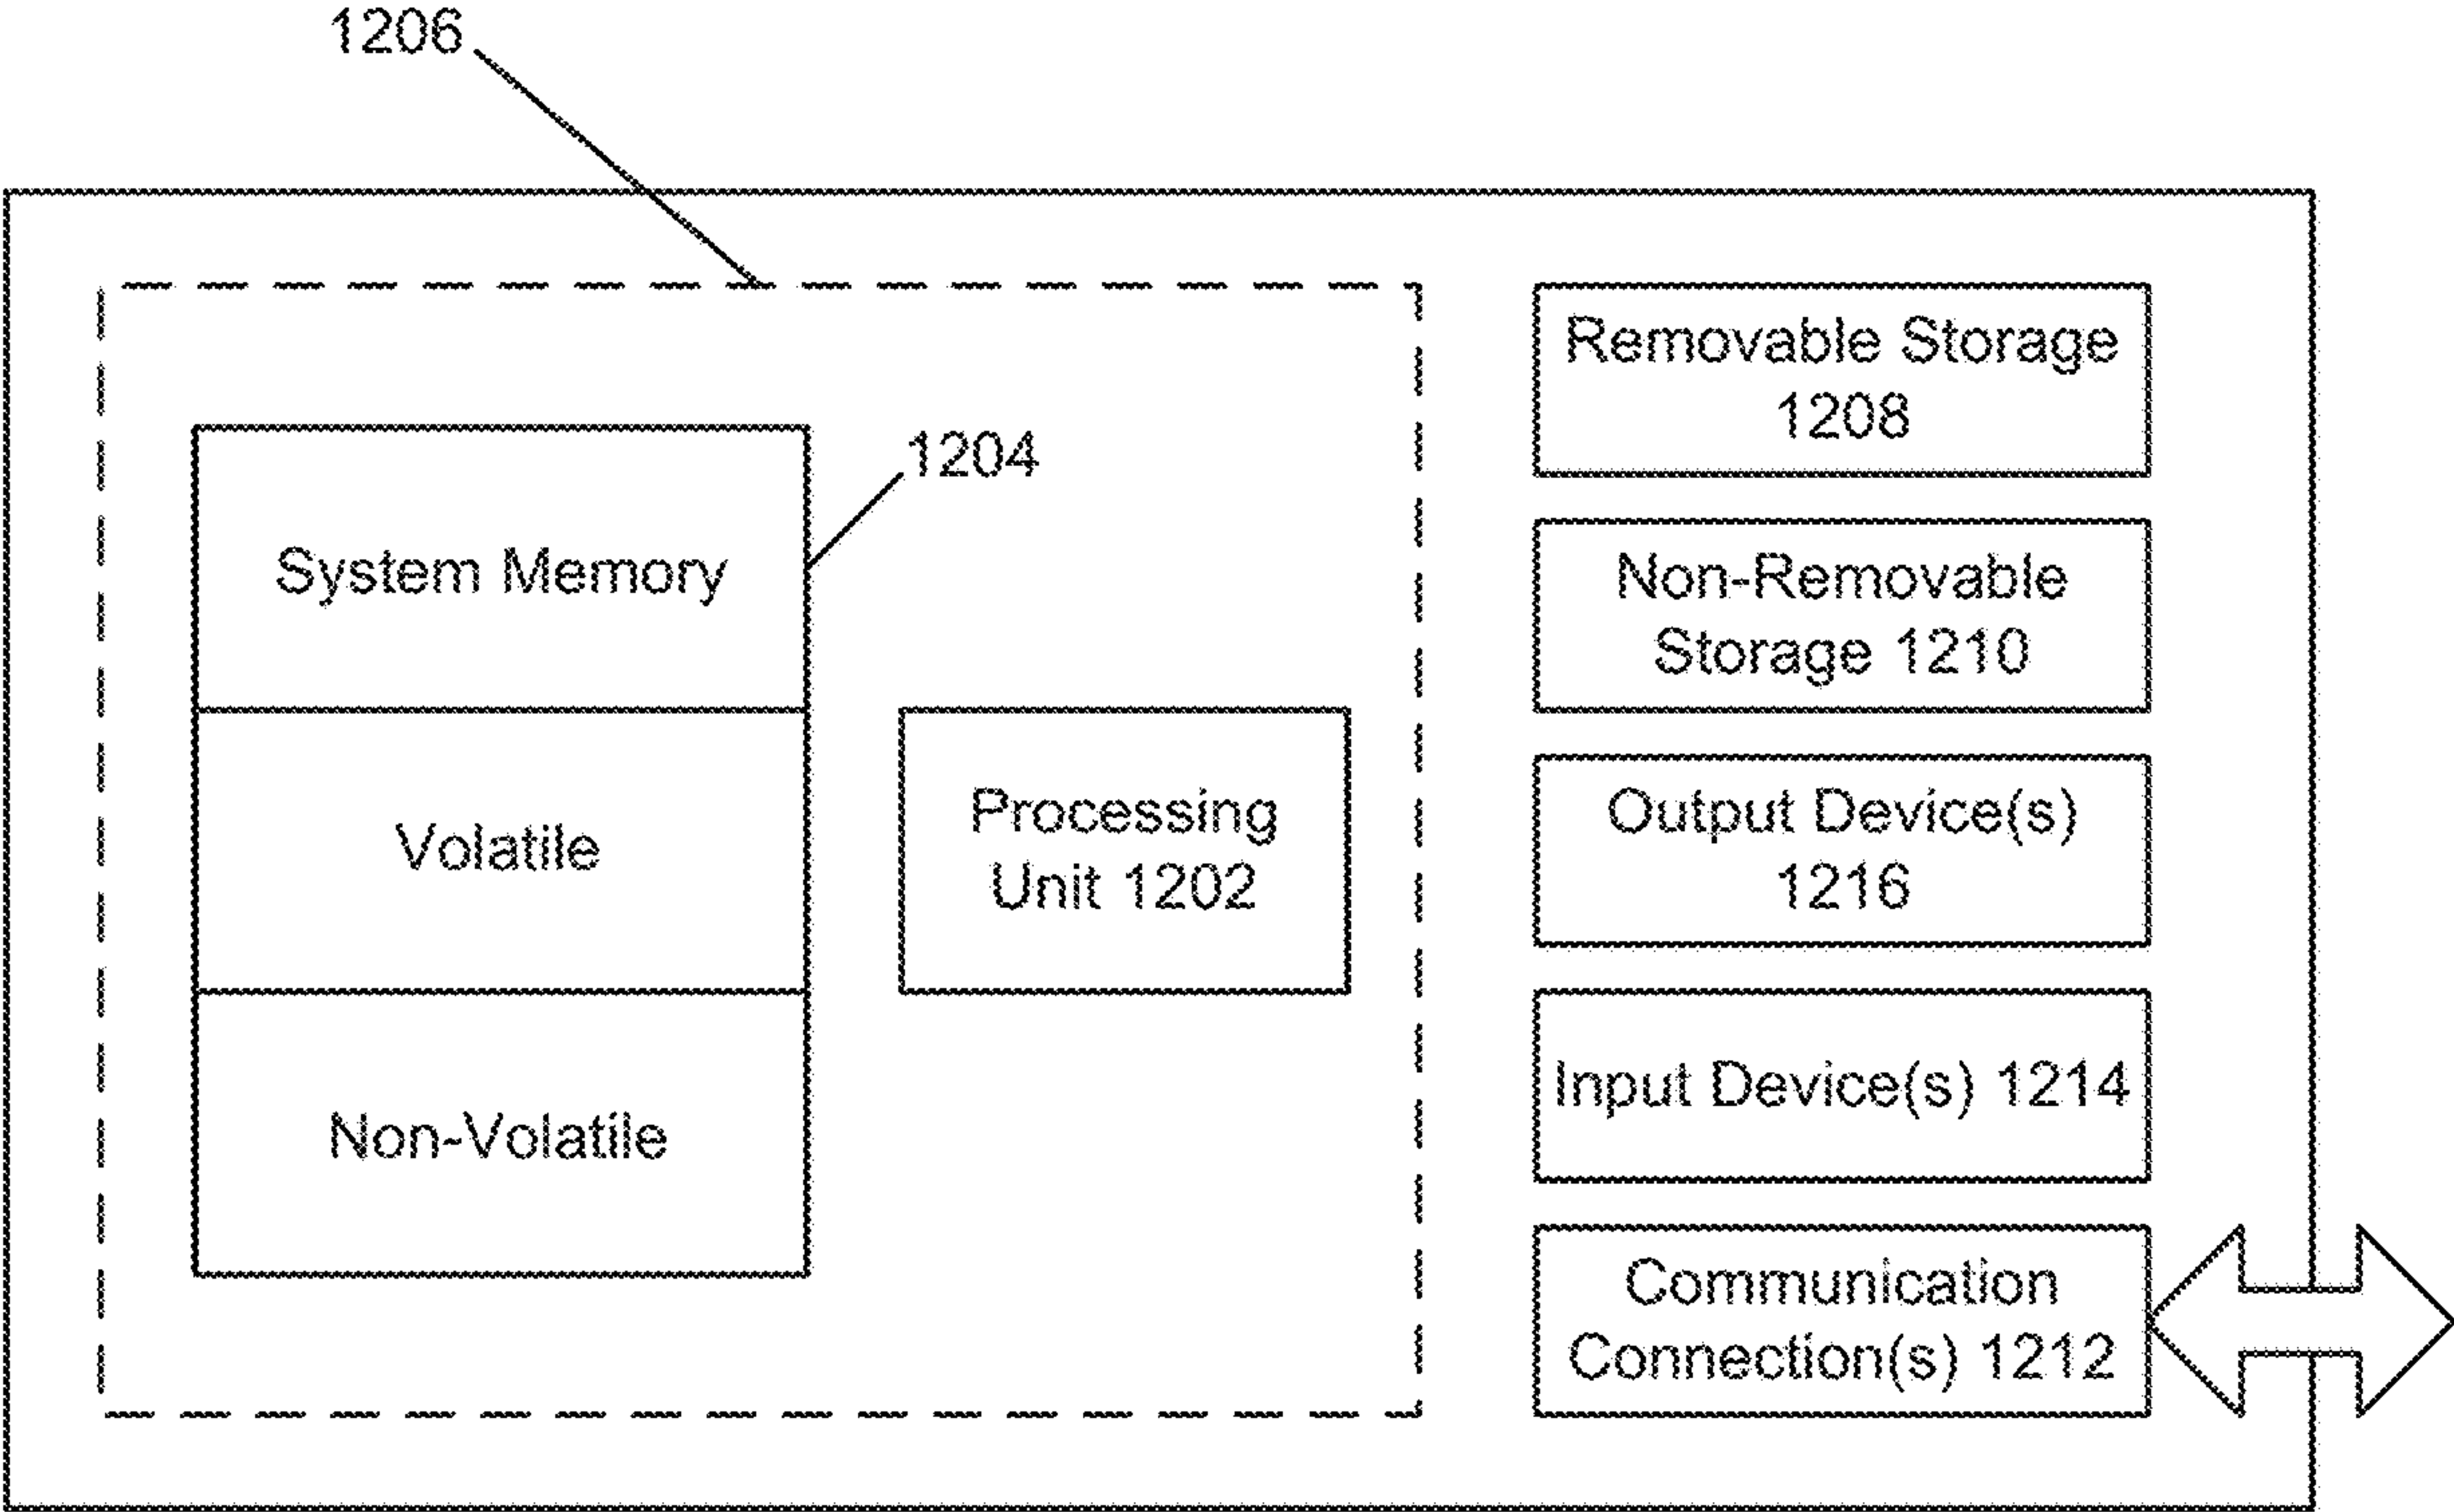 1206
1204
System Memory
Volatile
Non-Volatile
Processing
Unit 1202
Removable Storage
1208
Non-Removable
Storage 1210
Output Device(s)
1216
Input Device(s) 1214
Communication
Connection(s) 1212